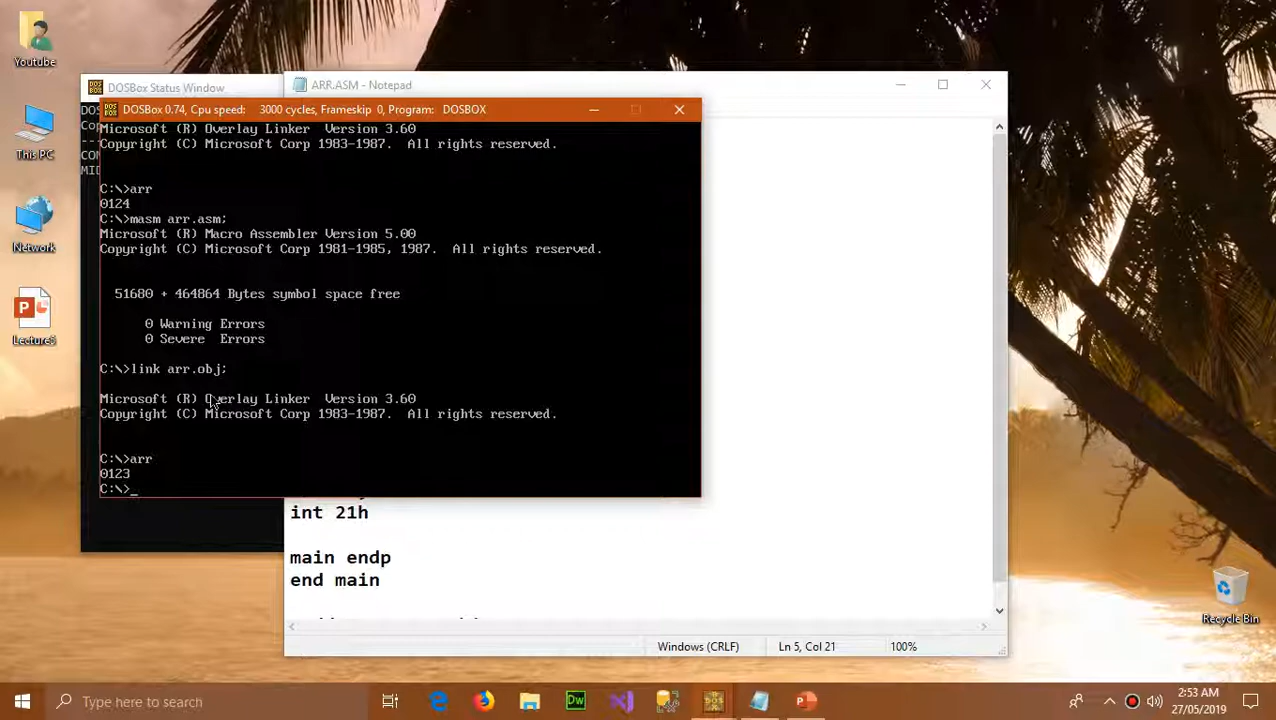 Youtube
This PC
Network
Lecture5
Recycle Bin
DOSBox Status Window
ARR.ASM - Notepad
DOSBox 0.74, Cpu speed: 3000 cycles, Frameskip 0, Program: DOSBOX
Microsoft (R) Overlay Linker Version 3.60
Copyright (C) Microsoft Corp 1983-1987. All rights reserved.
C:\>arr
0124
C:\>masm arr.asm;
Microsoft (R) Macro Assembler Version 5.00
Copyright (C) Microsoft Corp 1981-1985, 1987. All rights reserved.
51680 + 464864 Bytes symbol space free
0 Warning Errors
0 Severe Errors
C:\>link arr.obj;
Microsoft (R) Overlay Linker Version 3.60
Copyright (C) Microsoft Corp 1983-1987. All rights reserved.
C:\>arr
0123
C:\>_
int 21h
main endp
end main
Windows (CRLF) Ln 5, Col 21 100%
Type here to search
2:53 AM
27/05/2019